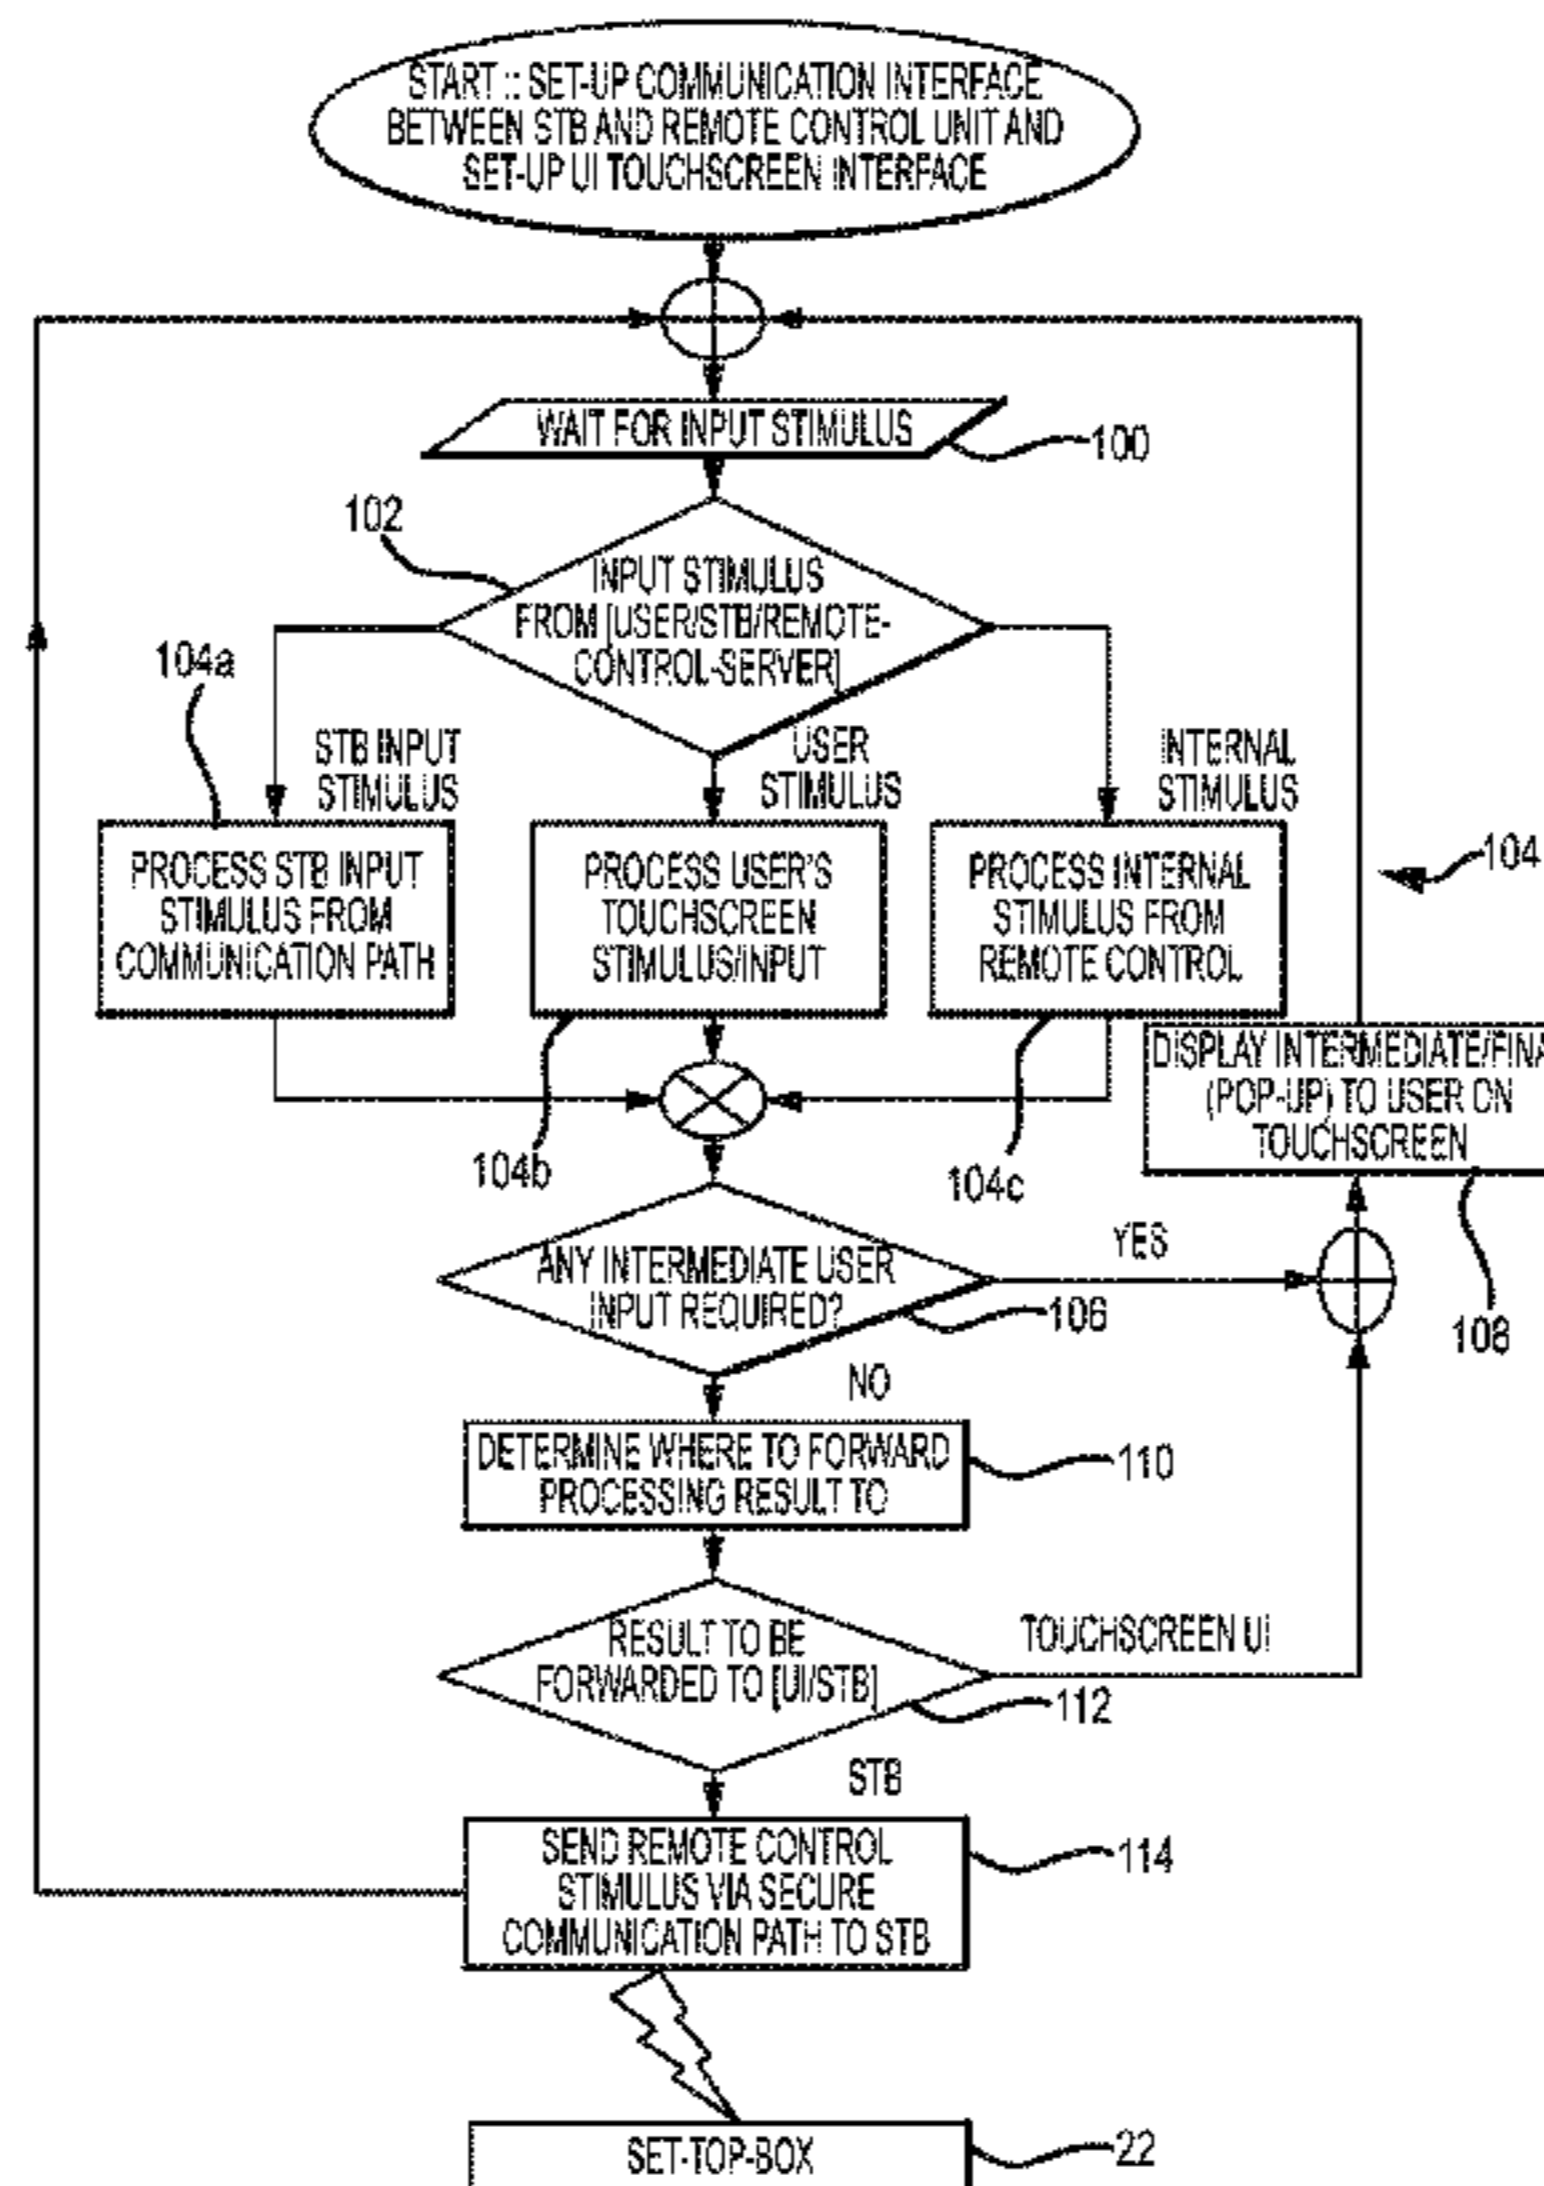 START :: SET-UP COMMUNICATION INTERFACE
BETWEEN STB AND REMOTE CONTROL UNIT AND
SET-UP UI TOUCHSCREEN INTERFACE
WAIT FOR INPUT STIMULUS
100
102
INPUT STIMULUS
FROM [USER/STB/REMOTE-
CONTROL-SERVER]
104a
STB INPUT
STIMULUS
USER
STIMULUS
INTERNAL
STIMULUS
PROCESS STB INPUT
STIMULUS FROM
COMMUNICATION PATH
PROCESS USER'S
TOUCHSCREEN
STIMULUS/INPUT
PROCESS INTERNAL
STIMULUS FROM
REMOTE CONTROL
104
104b
104c
DISPLAY INTERMEDIATE/FINA
(POP-UP) TO USER ON
TOUCHSCREEN
108
ANY INTERMEDIATE USER
INPUT REQUIRED?
YES
106
NO
DETERMINE WHERE TO FORWARD
PROCESSING RESULT TO
110
RESULT TO BE
FORWARDED TO [UI/STB]
TOUCHSCREEN UI
112
STB
SEND REMOTE CONTROL
STIMULUS VIA SECURE
COMMUNICATION PATH TO STB
114
SET-TOP-BOX
22